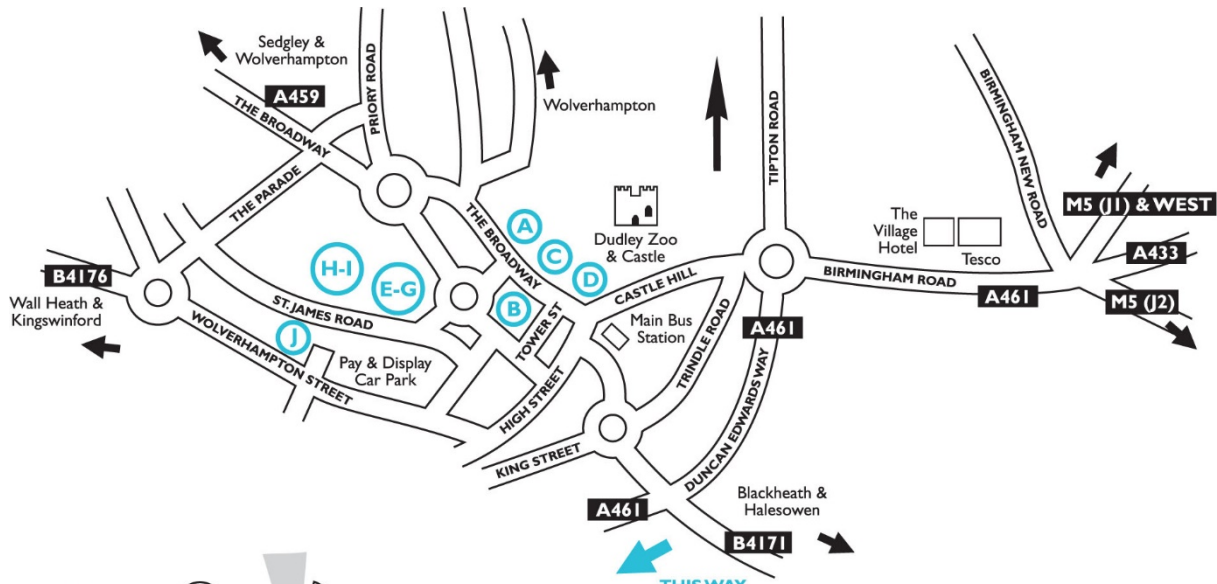 Sedgley &
Wolverhampton
A459
THE BROADWAY
PRIORY ROAD
Wolverhampton
TIPTON ROAD
BIRMINGHAM NEW ROAD
M5 (J1) & WEST
A433
M5 (J2)
The
Village
Hotel
Tesco
BIRMINGHAM ROAD
A461
THE PARADE
THE BROADWAY
A
C
D
Dudley Zoo
& Castle
CASTLE HILL
B4176
Wall Heath &
Kingswinford
H-I
E-G
B
ST. JAMES ROAD
TOWER ST
Main Bus
Station
TRINDLE ROAD
A461
J
WOLVERHAMPTON STREET
Pay & Display
Car Park
HIGH STREET
KING STREET
DUNCAN EDWARDS WAY
A461
Blackheath &
Halesowen
B4171
THIS WAY